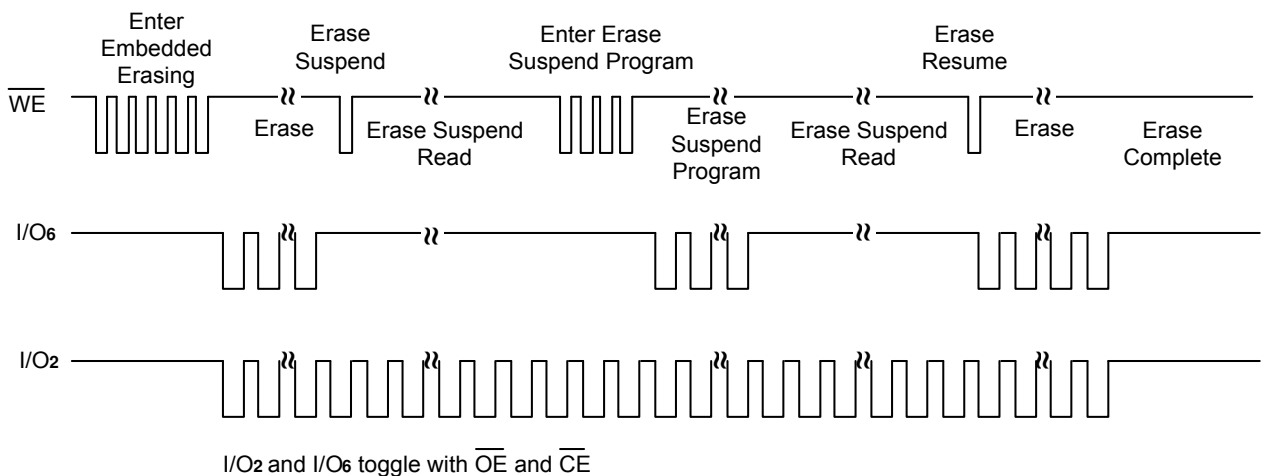 Enter
Embedded
Erasing
Erase
Suspend
Enter Erase
Suspend Program
Erase
Resume
WE
Erase
Erase Suspend
Read
Erase
Suspend
Program
Erase Suspend
Read
Erase
Erase
Complete
I/O6
I/O2
I/O2 and I/O6 toggle with OE and CE